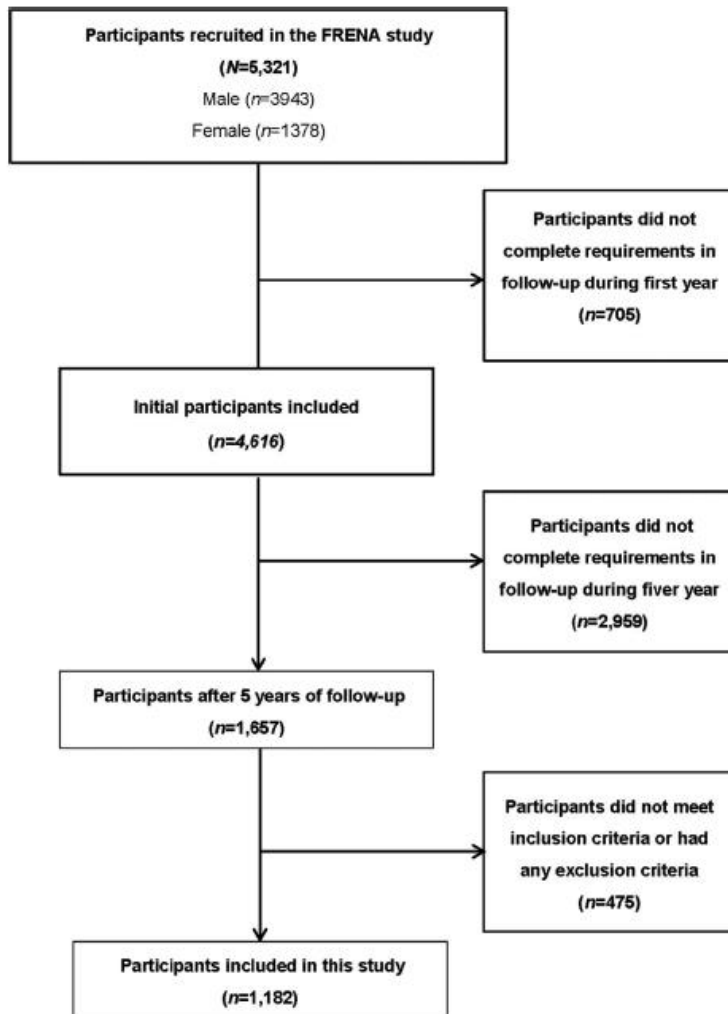 Participants recruited in the FRENA study
(N=5,321)
Male (n=3943)
Female (n=1378)
Participants did not
complete requirements in
follow-up during first year
(n=705)
Initial participants included
(n=4,616)
Participants did not
complete requirements in
follow-up during fiver year
(n=2,959)
Participants after 5 years of follow-up
(n=1,657)
Participants did not meet
inclusion criteria or had
any exclusion criteria
(n=475)
Participants included in this study
(n=1,182)